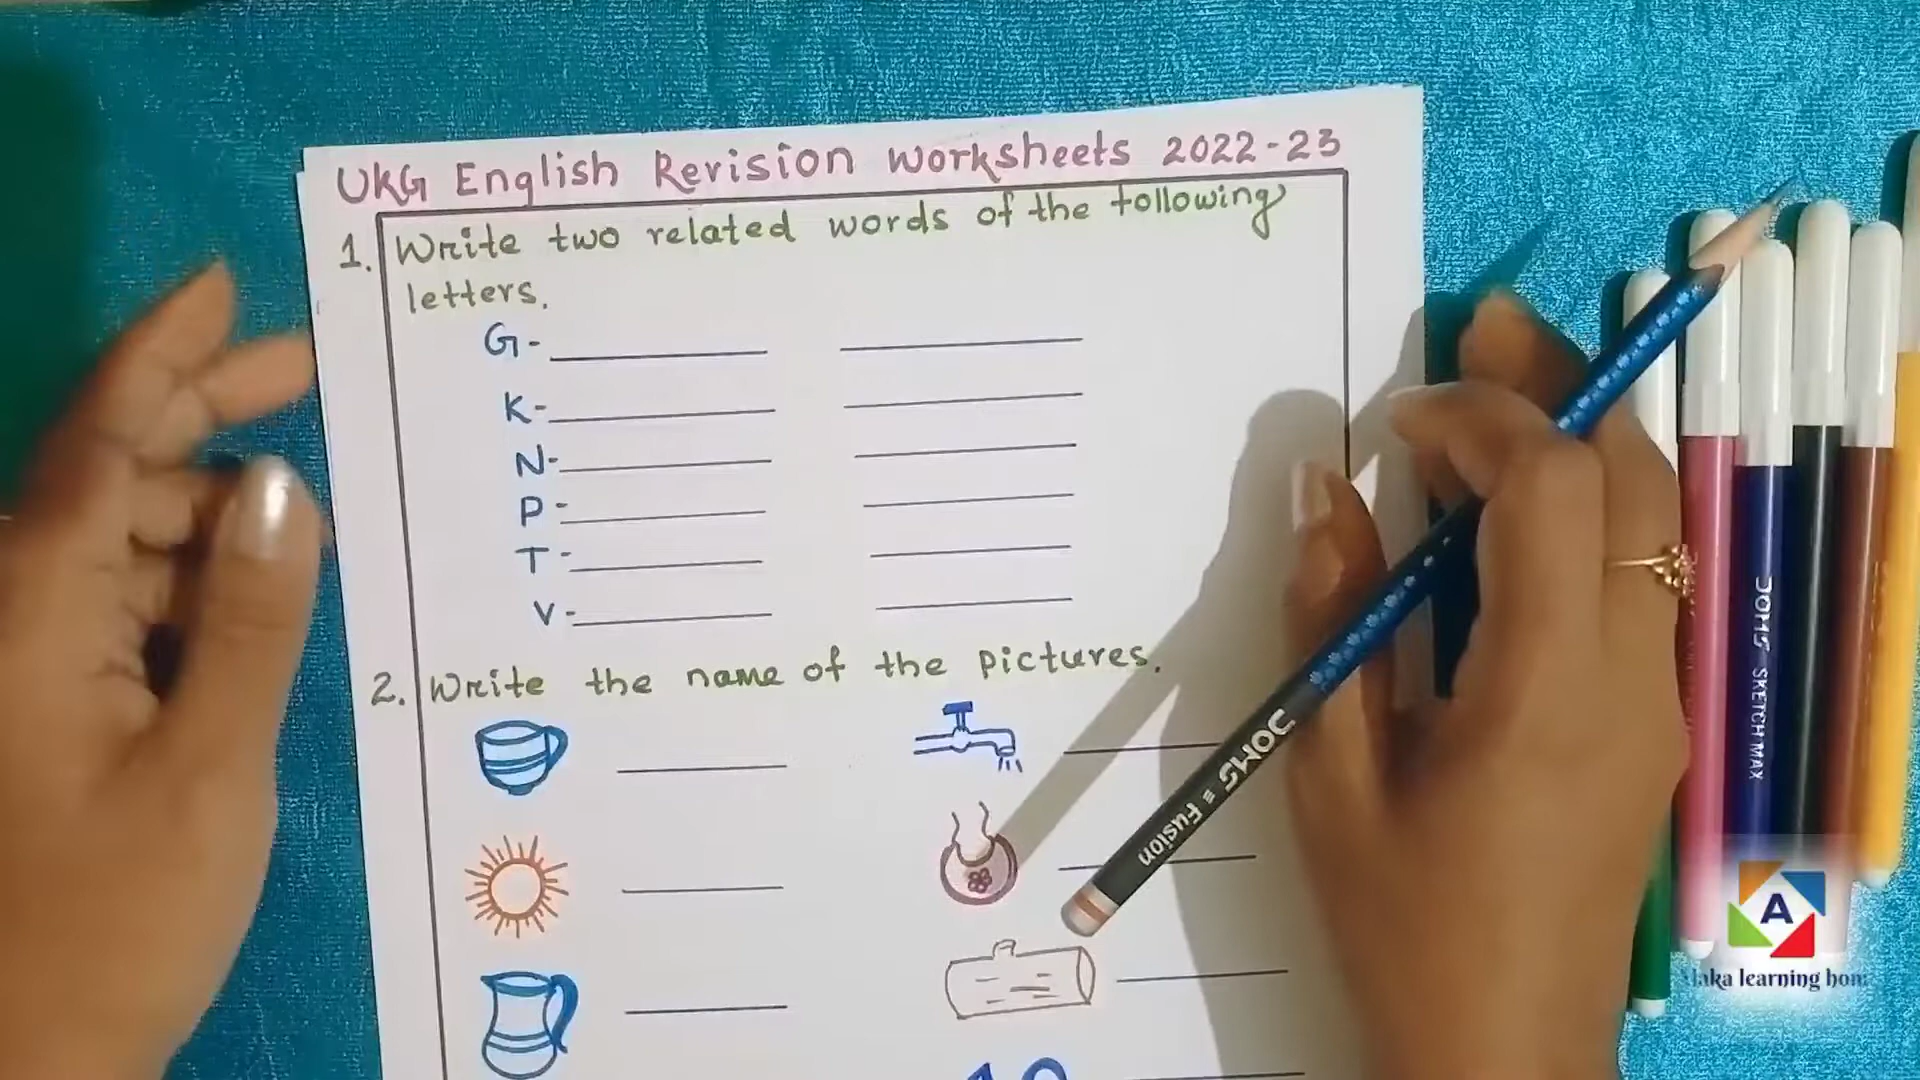 UKG English Revision Worksheets 2022-23
1. Write two related words of the following
letters.
G-
K-
N-
P-
T-
V-
2. Write the name of the pictures.
DOMS Fusion
DOMS SKETCH MAX
A
learning